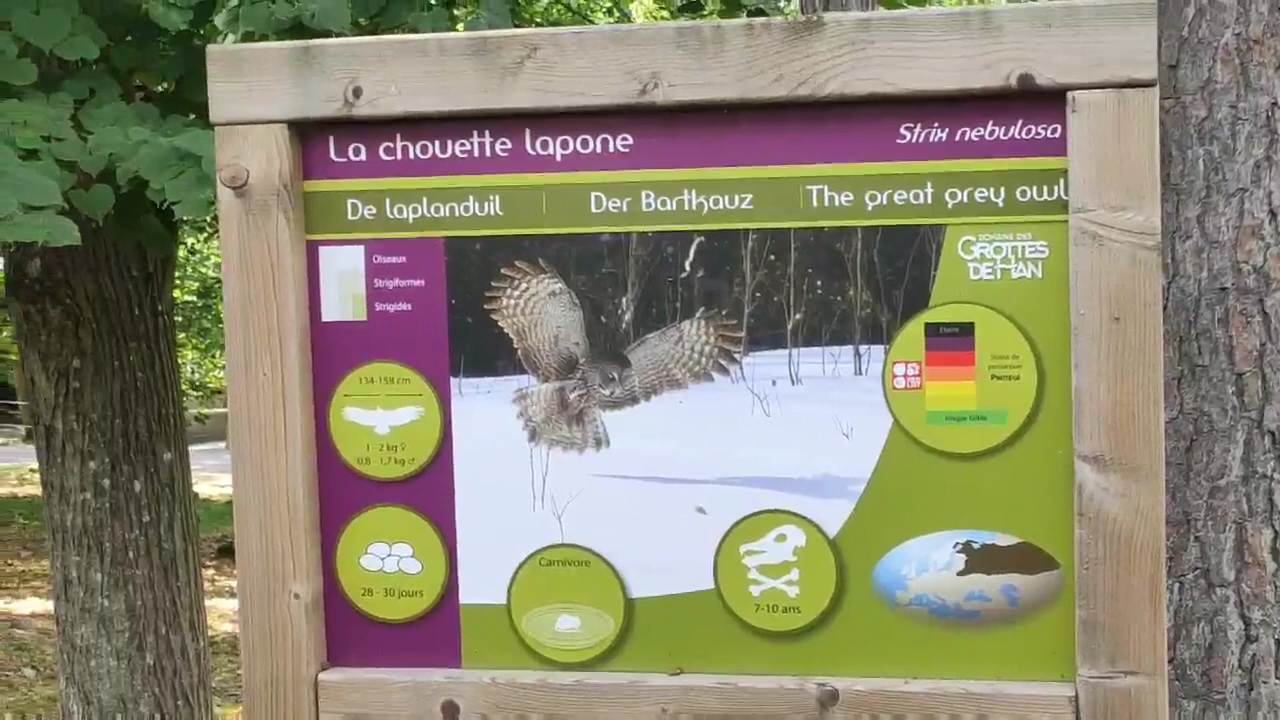 La chouette lapone
Strix nebulosa
De laplanduil
Der Bartkauz
The great grey owl
Oiseaux
Strigiformes
Strigidés
DOMAINE DES
GROTTES
DE HAN
134-158 cm
1 - 2 kg ♀
0,8 - 1,7 kg ♂
28 - 30 jours
Carnivore
7-10 ans